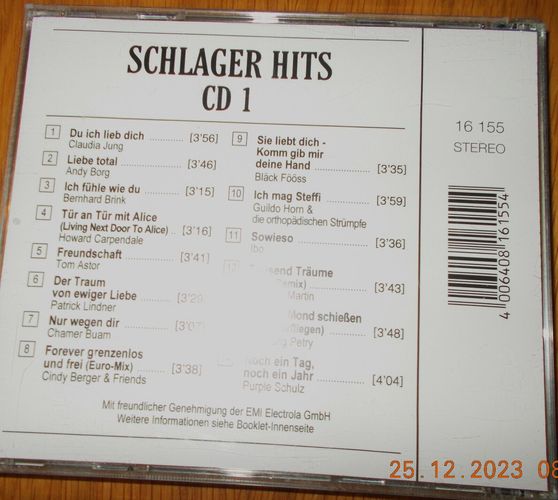 SCHLAGER HITS
CD 1
1 Du ich lieb dich [3'56]
Claudia Jung
2 Liebe total [3'46]
Andy Borg
3 Ich fühle wie du [3'15]
Bernhard Brink
4 Tür an Tür mit Alice
(Living Next Door To Alice) [3'16]
Howard Carpendale
5 Freundschaft [3'41]
Tom Astor
6 Der Traum
von ewiger Liebe
Patrick Lindner
7 Nur wegen dir [3'07]
Chamer Buam
8 Forever grenzenlos
und frei (Euro-Mix) [3'38]
Cindy Berger & Friends
9 Sie liebt dich -
Komm gib mir
deine Hand [3'35]
Bläck Fööss
10 Ich mag Steffi [3'59]
Guildo Horn &
die orthopädischen Strümpfe
11 Sowieso [3'36]
Ibo
Träume
[3'43]
Martin
Mond schießen
[3'48]
Petry
Noch ein Tag,
noch ein Jahr [4'04]
Purple Schulz
Mit freundlicher Genehmigung der EMI Electrola GmbH
Weitere Informationen siehe Booklet-Innenseite
16 155
STEREO
4 006408 161554
25.12.2023